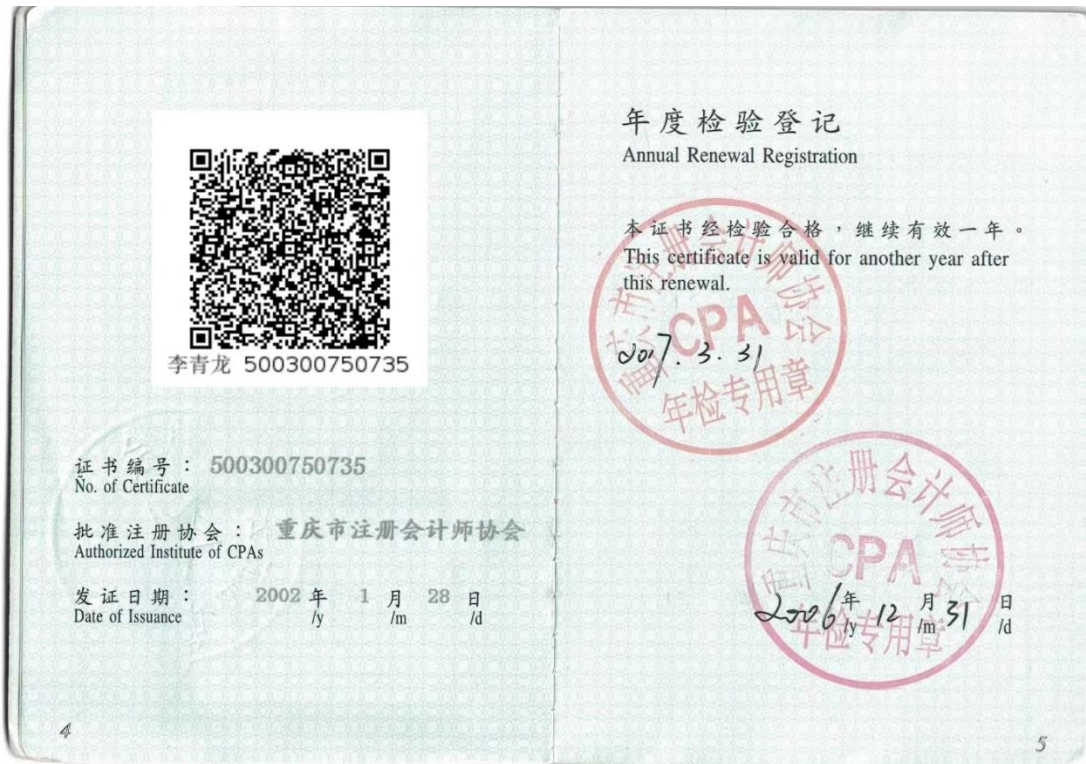 李青龙 500300750735
证书编号： 500300750735
No. of Certificate
批准注册协会： 重庆市注册会计师协会
Authorized Institute of CPAs
发证日期： 2002 年 1 月 28 日
Date of Issuance /y /m /d
4
年度检验登记
Annual Renewal Registration
本证书经检验合格，继续有效一年。
This certificate is valid for another year after
this renewal.
重庆市注册会计师协会
CPA
2017.3.31
年检专用章
重庆市注册会计师协会
CPA
2006 年 12 月 31 日
/y /m /d
年检专用章
5